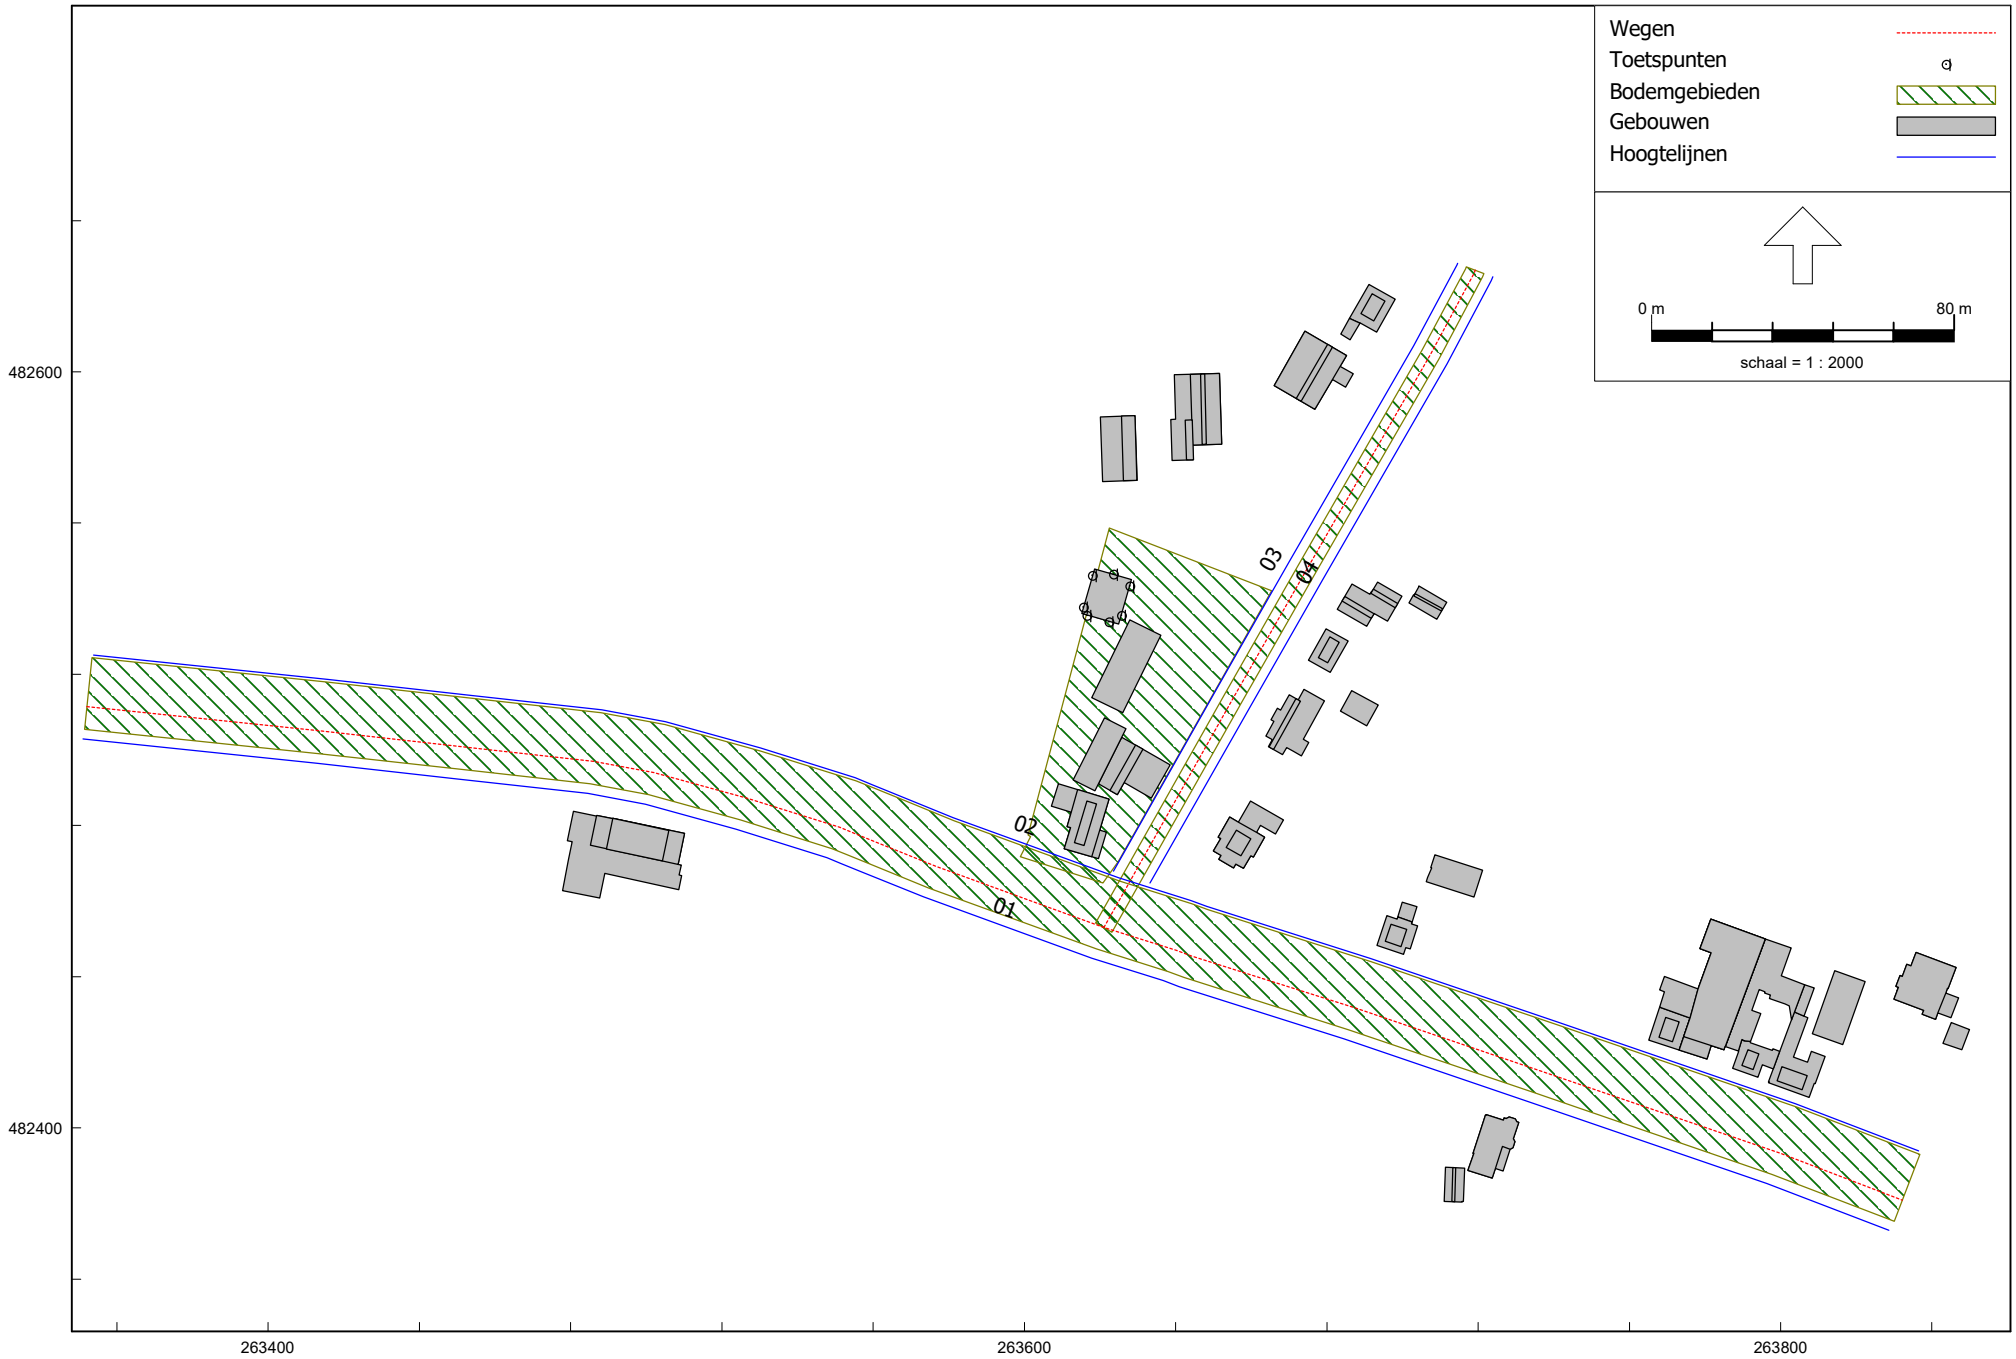 Wegen
Toetspunten
Bodemgebieden
Gebouwen
Hoogtelijnen
0 m 80 m
schaal = 1 : 2000
482600
03
04
02
01
482400
263400 263600 263800